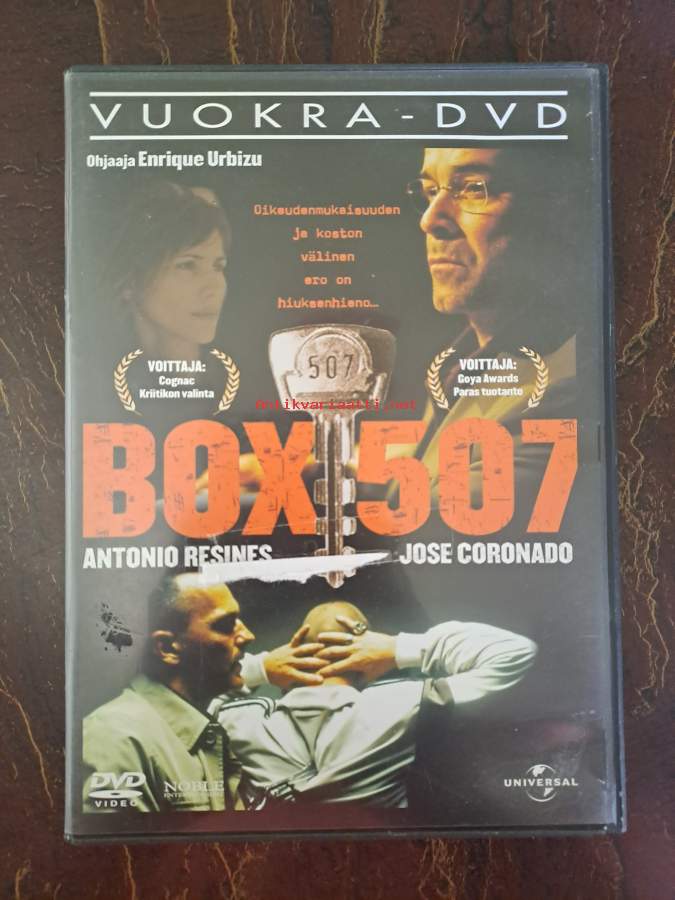 VUOKRA-DVD
Ohjaaja Enrique Urbizu
Oikeudenmukaisuuden
ja koston
välinen
ero on
hiuksenhieno...
507
VOITTAJA:
Cognac
Kriitikon valinta
VOITTAJA:
Goya Awards
Paras tuotanto
Antikvariaatti.net
BOX 507
ANTONIO RESINES
JOSE CORONADO
DVD
VIDEO
NOBLE
ENTERTAINMENT
UNIVERSAL